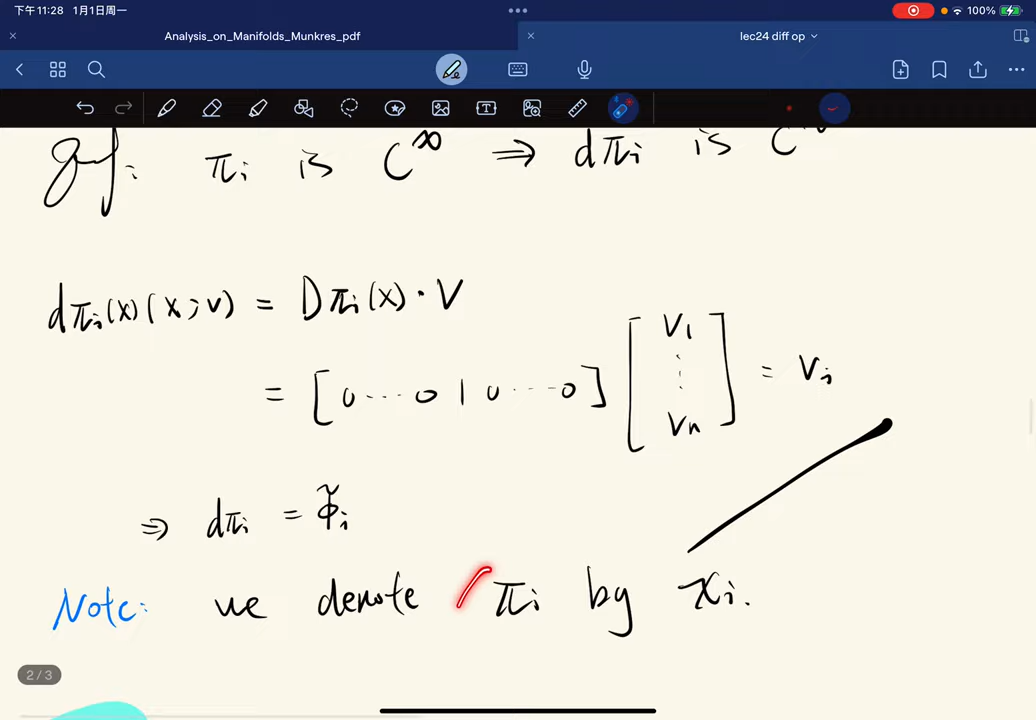 下午11:28 1月1日周一
100%
Analysis_on_Manifolds_Munkres_pdf
lec24 diff op
πi is C^∞ ⇒ dπi is C^∞
dπi(x)(x;v) = Dπi(x)·V
= [0···0 1 0···0] [V1 ⋮ Vn] = Vi
⇒ dπi = Φ̃i
Note: we denote πi by xi.
2 / 3